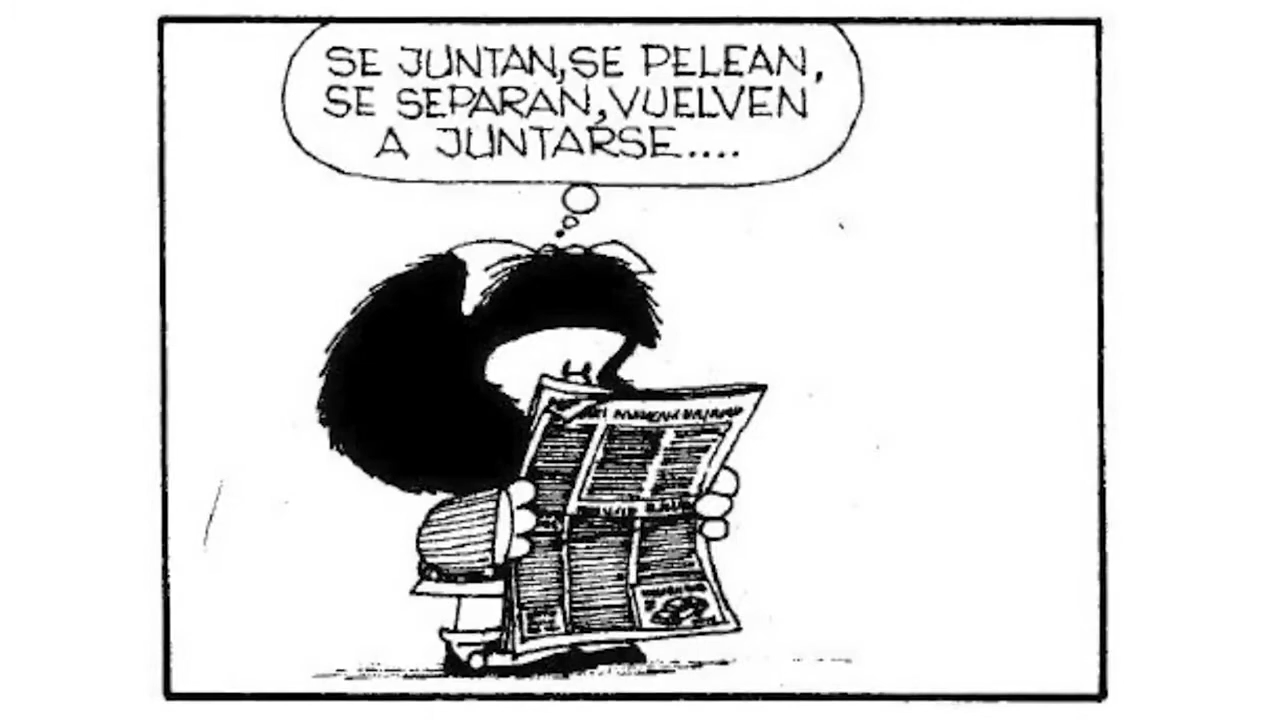 SE JUNTAN, SE PELEAN,
SE SEPARAN, VUELVEN
A JUNTARSE....